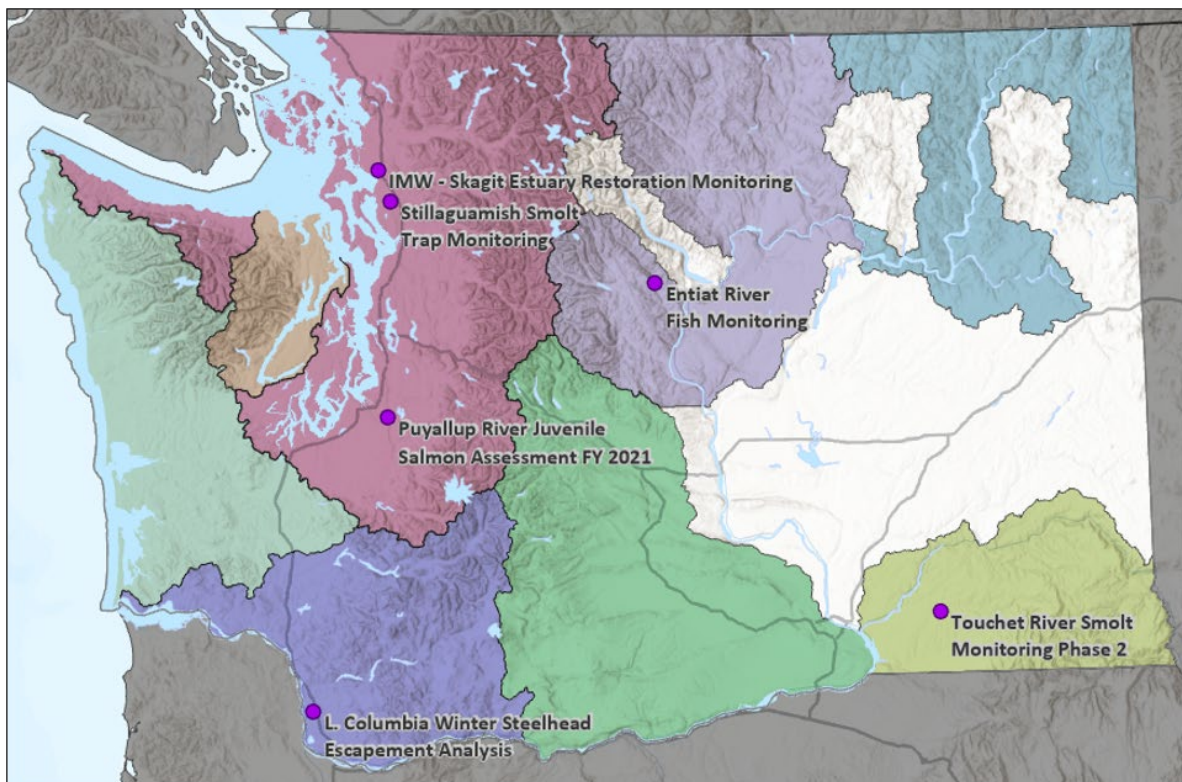 IMW - Skagit Estuary Restoration Monitoring
Stillaguamish Smolt
Trap Monitoring
Entiat River
Fish Monitoring
Puyallup River Juvenile
Salmon Assessment FY 2021
Touchet River Smolt
Monitoring Phase 2
L. Columbia Winter Steelhead
Escapement Analysis